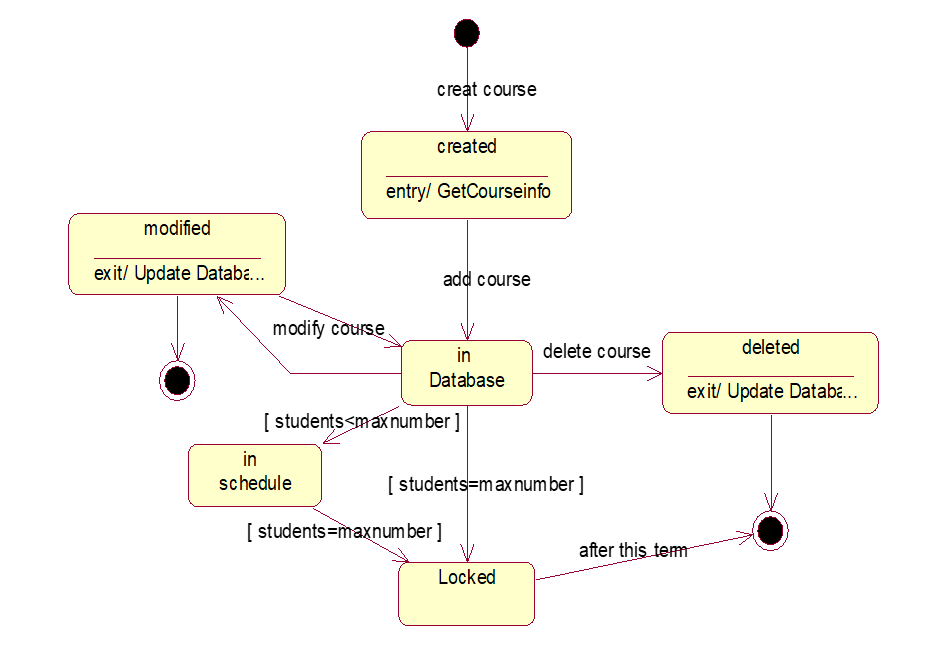 creat course
created
entry/ GetCourseinfo
modified
exit/ Update Databa...
add course
modify course
in
Database
delete course
deleted
exit/ Update Databa...
[ students<maxnumber ]
in
schedule
[ students=maxnumber ]
[ students=maxnumber ]
after this term
Locked